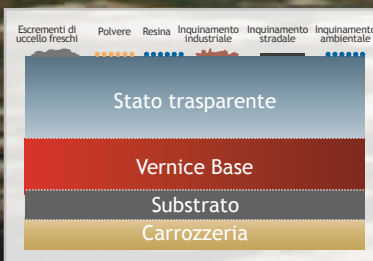 Escrementi di uccello freschi
Polvere
Resina
Inquinamento industriale
Inquinamento stradale
Inquinamento ambientale
Stato trasparente
Vernice Base
Substrato
Carrozzeria